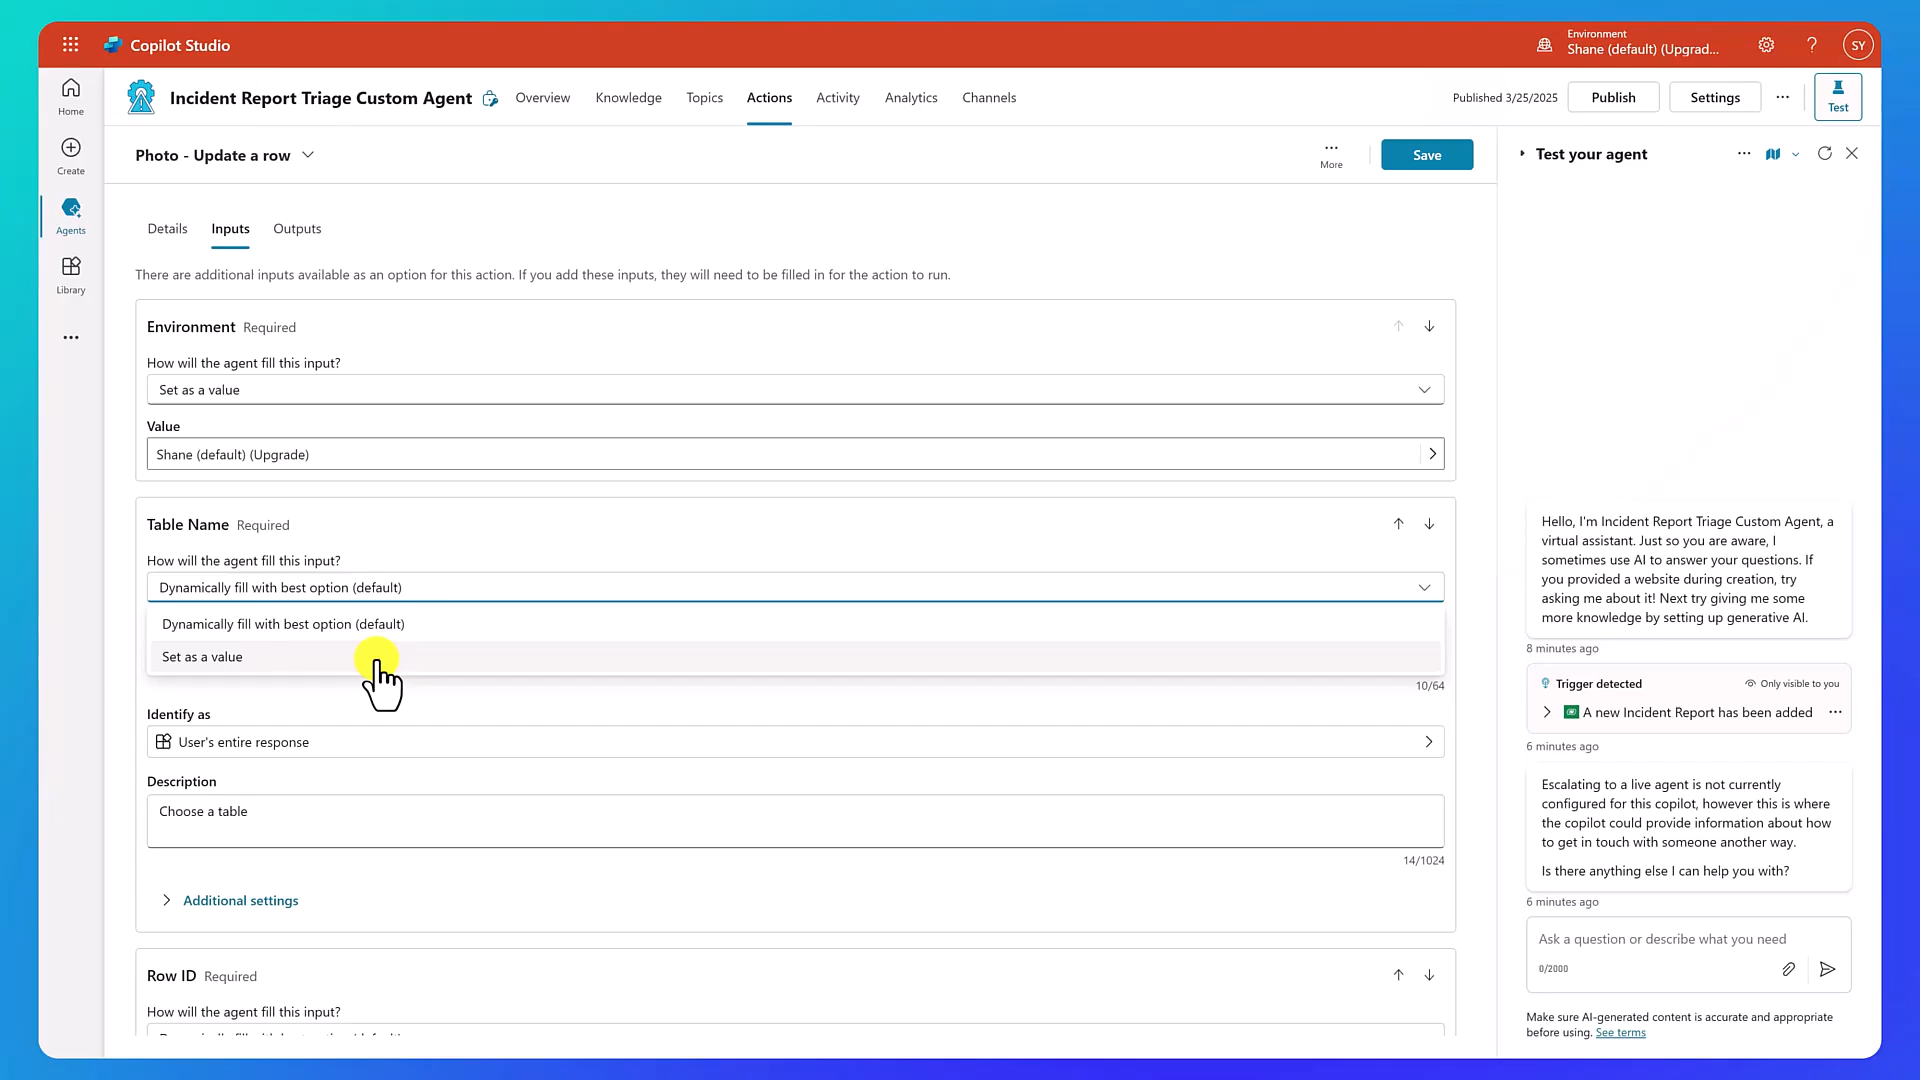 Copilot Studio
Environment
Shane (default) (Upgrad...
?
SY
Home
Create
Agents
Library
Incident Report Triage Custom Agent
Overview
Knowledge
Topics
Actions
Activity
Analytics
Channels
Published 3/25/2025
Publish
Settings
Test
Photo - Update a row
More
Save
Details
Inputs
Outputs
There are additional inputs available as an option for this action. If you add these inputs, they will need to be filled in for the action to run.
Environment Required
How will the agent fill this input?
Set as a value
Value
Shane (default) (Upgrade)
Table Name Required
How will the agent fill this input?
Dynamically fill with best option (default)
Dynamically fill with best option (default)
Set as a value
10/64
Identify as
User's entire response
Description
Choose a table
14/1024
Additional settings
Row ID Required
How will the agent fill this input?
Test your agent
Hello, I'm Incident Report Triage Custom Agent, a
virtual assistant. Just so you are aware, I
sometimes use AI to answer your questions. If
you provided a website during creation, try
asking me about it! Next try giving me some
more knowledge by setting up generative AI.
8 minutes ago
Trigger detected
Only visible to you
A new Incident Report has been added
6 minutes ago
Escalating to a live agent is not currently
configured for this copilot, however this is where
the copilot could provide information about how
to get in touch with someone another way.
Is there anything else I can help you with?
6 minutes ago
Ask a question or describe what you need
0/2000
Make sure AI-generated content is accurate and appropriate
before using. See terms